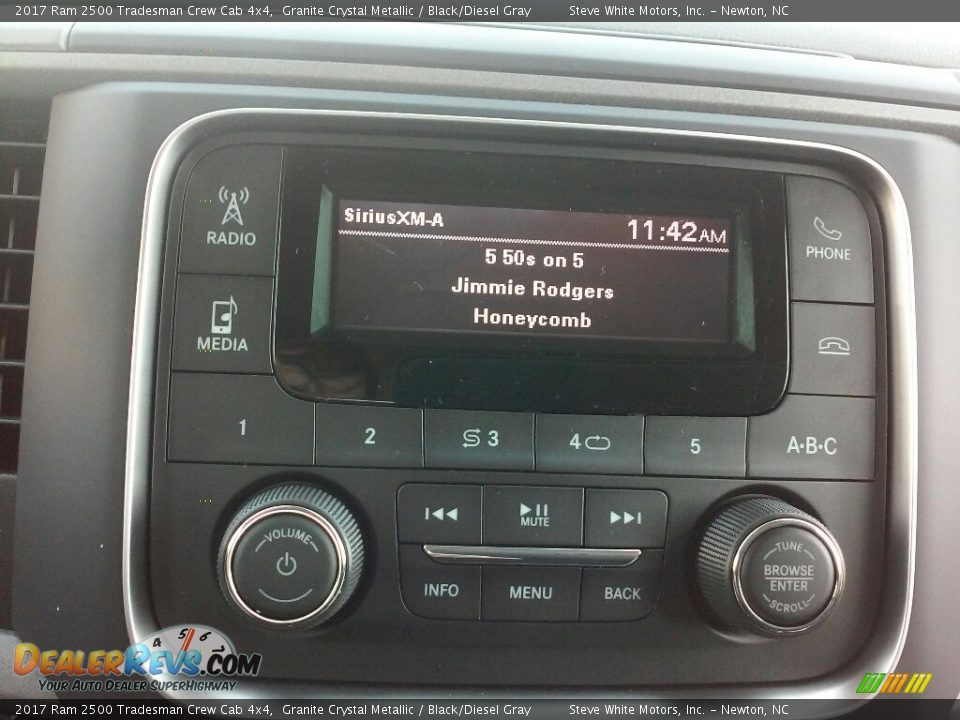 2017 Ram 2500 Tradesman Crew Cab 4x4, Granite Crystal Metallic / Black/Diesel Gray Steve White Motors, Inc. – Newton, NC
RADIO
MEDIA
SiriusXM-A 11:42AM
5 50s on 5
Jimmie Rodgers
Honeycomb
PHONE
1 2 3 4 5 A•B•C
VOLUME
MUTE
INFO MENU BACK
TUNE
BROWSE
ENTER
SCROLL
4 5 6
DealerRevs.com
Your Auto Dealer SuperHighway
2017 Ram 2500 Tradesman Crew Cab 4x4, Granite Crystal Metallic / Black/Diesel Gray Steve White Motors, Inc. – Newton, NC